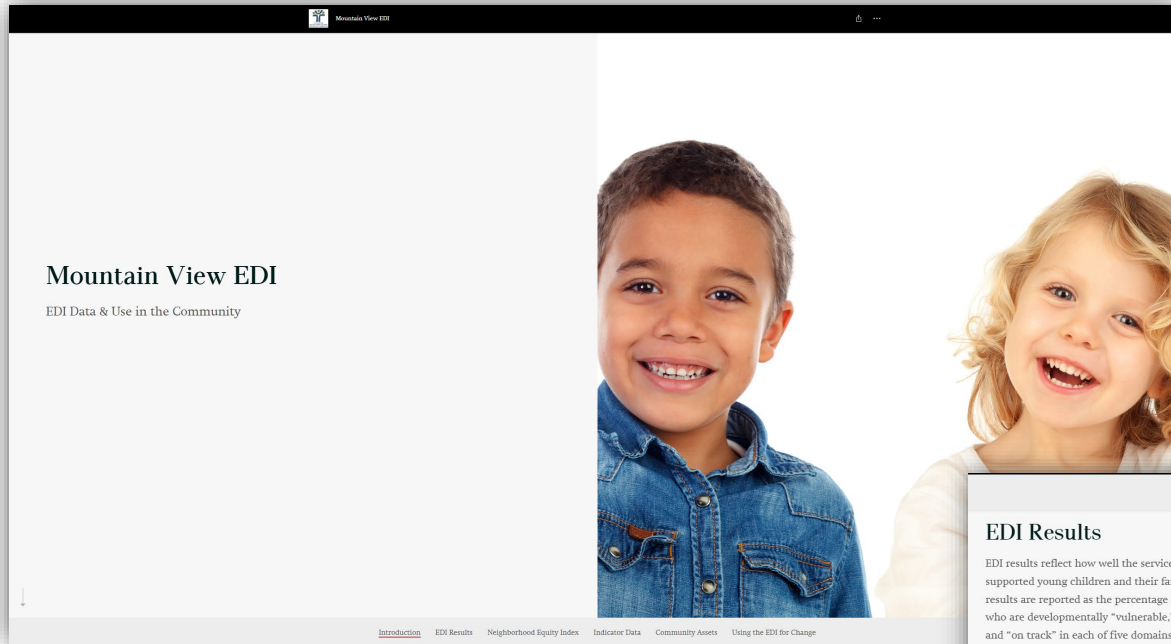 Mountain View EDI
Mountain View EDI
EDI Data & Use in the Community
EDI Results
EDI results reflect how well the service
supported young children and their
results are reported as the percentage
who are developmentally “vulnerable,”
and “on track” in each of five domains
Introduction EDI Results Neighborhood Equity Index Indicator Data Community Assets Using the EDI for Change